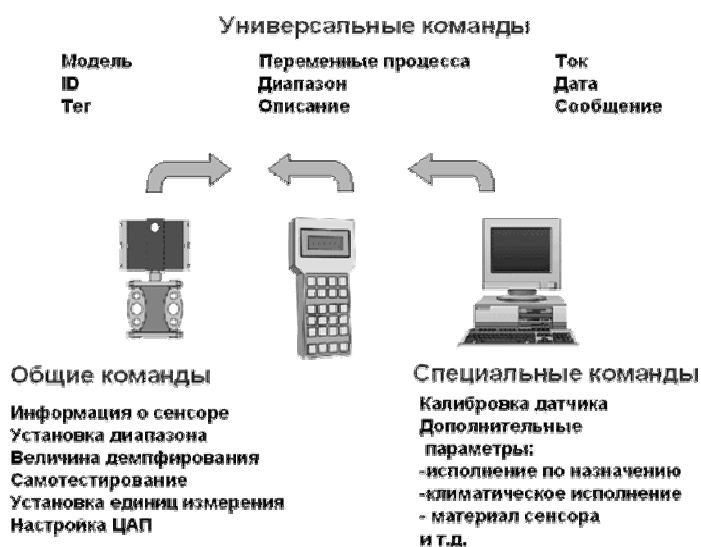 Универсальные команды
Модель Переменные процесса Ток
ID Диапазон Дата
Тег Описание Сообщение
Общие команды
Информация о сенсоре
Установка диапазона
Величина демпфирования
Самотестирование
Установка единиц измерения
Настройка ЦАП
Специальные команды
Калибровка датчика
Дополнительные
параметры:
-исполнение по назначению
-климатическое исполнение
- материал сенсора
и т.д.